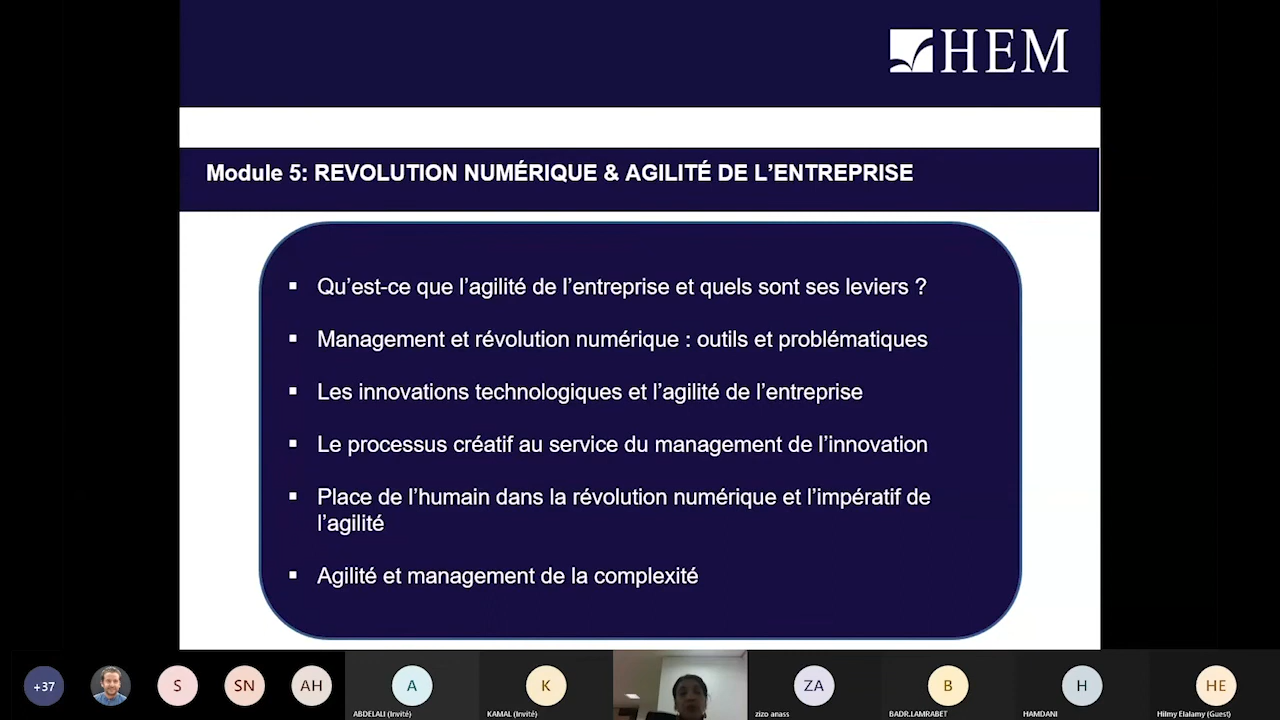 HEM
Module 5: REVOLUTION NUMÉRIQUE & AGILITÉ DE L’ENTREPRISE
▪ Qu’est-ce que l’agilité de l’entreprise et quels sont ses leviers ?
▪ Management et révolution numérique : outils et problématiques
▪ Les innovations technologiques et l’agilité de l’entreprise
▪ Le processus créatif au service du management de l’innovation
▪ Place de l’humain dans la révolution numérique et l’impératif de
l’agilité
▪ Agilité et management de la complexité
+37
S
SN
AH
A
K
ZA
B
H
HE
ABDELALI (Invité)
KAMAL (Invité)
zizo anass
BADR.LAMRABET
HAMDANI
Hilmy Elalamy (Guest)